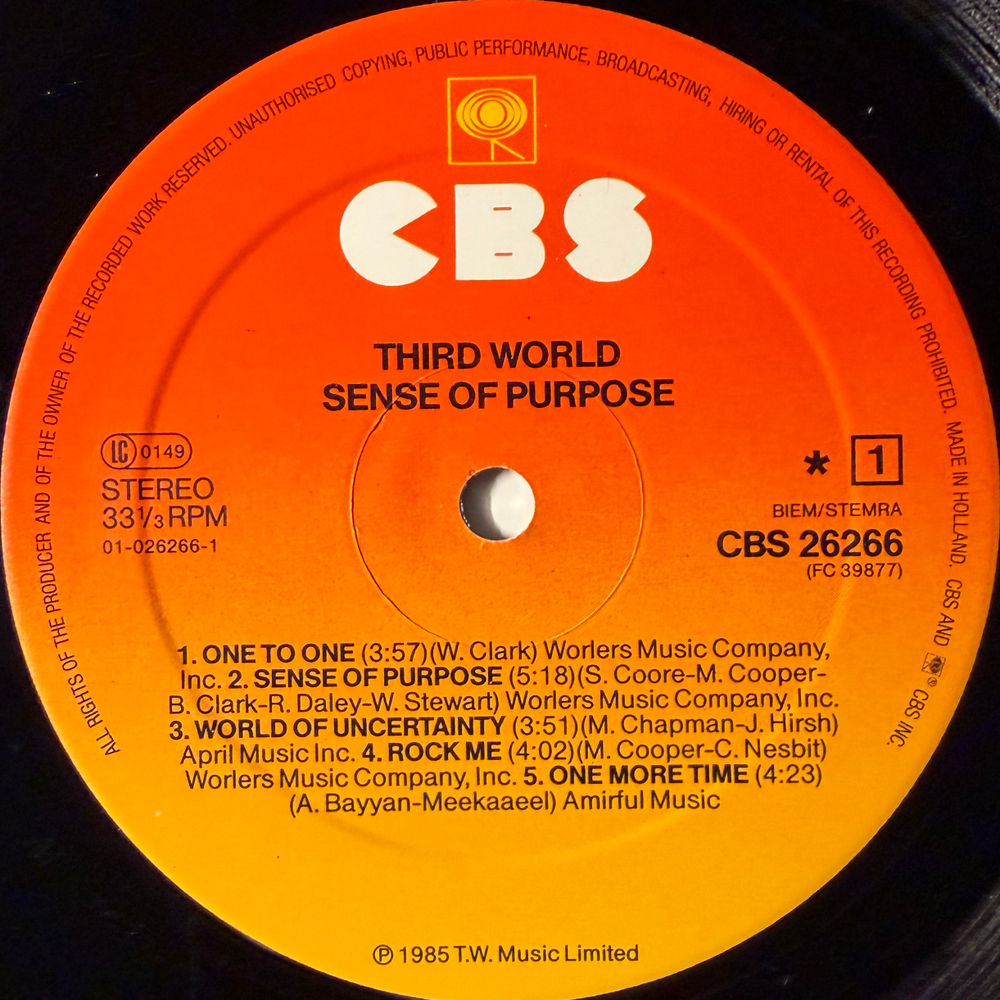 ALL RIGHTS OF THE PRODUCER AND OF THE OWNER OF THE RECORDED WORK RESERVED. UNAUTHORISED COPYING, PUBLIC PERFORMANCE, BROADCASTING, HIRING OR RENTAL OF THIS RECORDING PROHIBITED. MADE IN HOLLAND. CBS AND ® CBS INC.
CBS
THIRD WORLD
SENSE OF PURPOSE
LC 0149
STEREO
33⅓ RPM
01-026266-1
* 1
BIEM/STEMRA
CBS 26266
(FC 39877)
1. ONE TO ONE (3:57)(W. Clark) Worlers Music Company,
Inc. 2. SENSE OF PURPOSE (5:18)(S. Coore-M. Cooper-
B. Clark-R. Daley-W. Stewart) Worlers Music Company, Inc.
3. WORLD OF UNCERTAINTY (3:51)(M. Chapman-J. Hirsh)
April Music Inc. 4. ROCK ME (4:02)(M. Cooper-C. Nesbit)
Worlers Music Company, Inc. 5. ONE MORE TIME (4:23)
(A. Bayyan-Meekaaeel) Amirful Music
℗ 1985 T.W. Music Limited